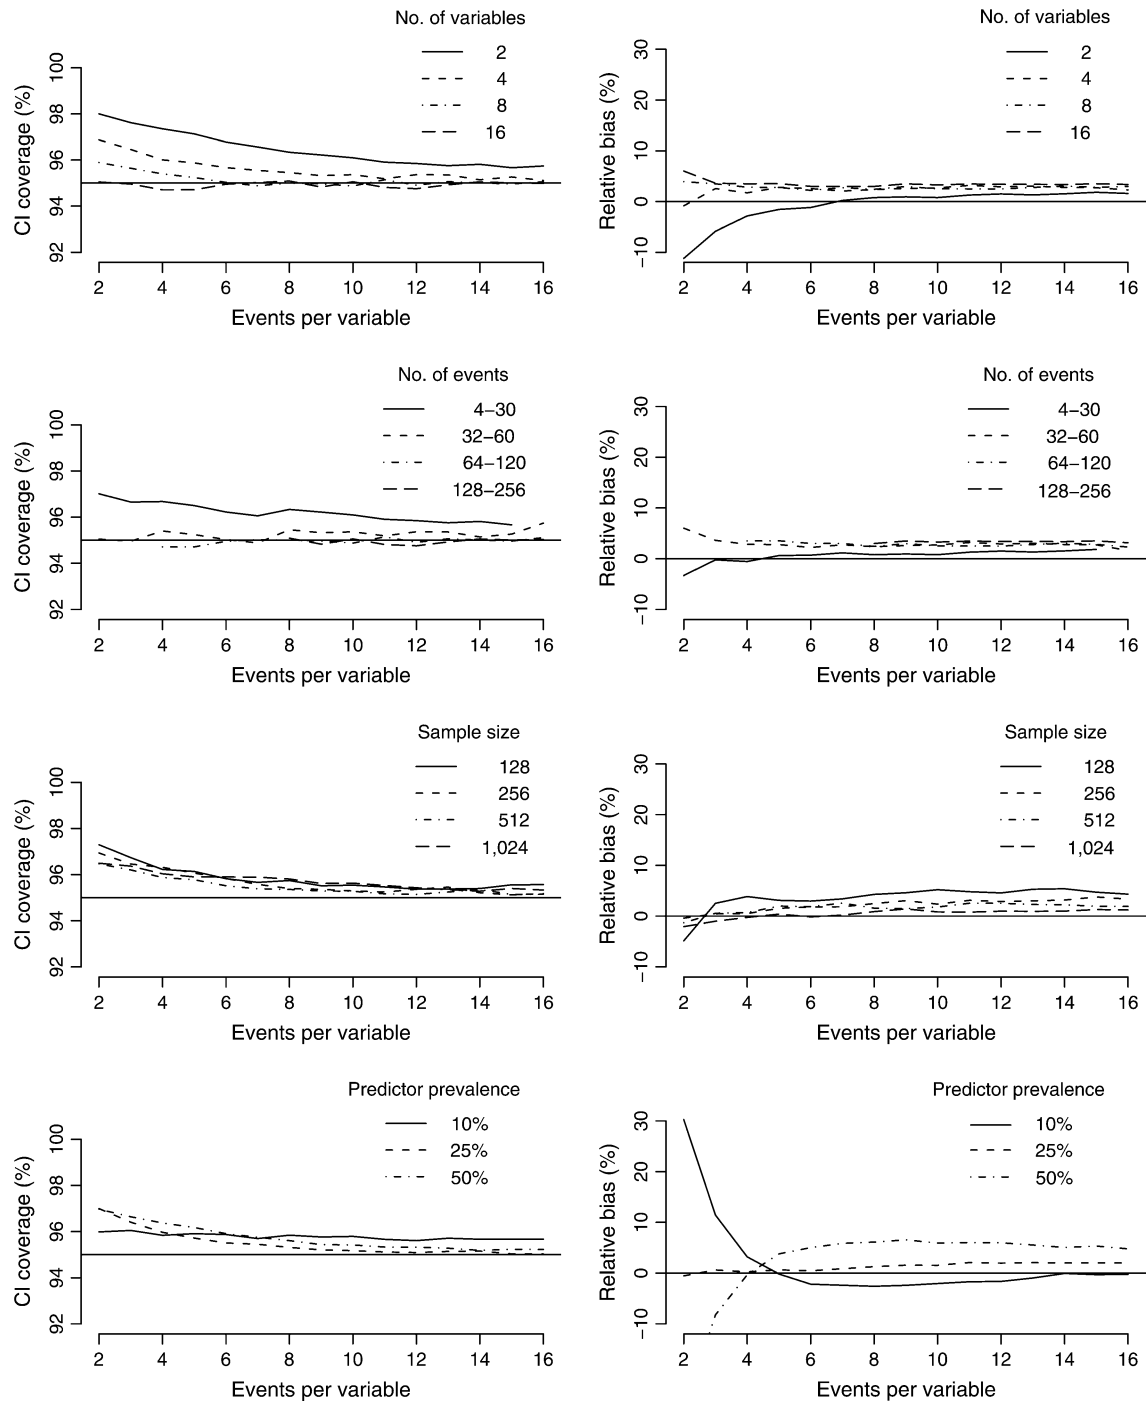 No. of variables
2
4
8
16
CI coverage (%)
100
98
96
94
92
2 4 6 8 10 12 14 16
Events per variable
No. of variables
2
4
8
16
Relative bias (%)
30
20
10
0
−10
2 4 6 8 10 12 14 16
Events per variable
No. of events
4−30
32−60
64−120
128−256
CI coverage (%)
100
98
96
94
92
2 4 6 8 10 12 14 16
Events per variable
No. of events
4−30
32−60
64−120
128−256
Relative bias (%)
30
20
10
0
−10
2 4 6 8 10 12 14 16
Events per variable
Sample size
128
256
512
1,024
CI coverage (%)
100
98
96
94
92
2 4 6 8 10 12 14 16
Events per variable
Sample size
128
256
512
1,024
Relative bias (%)
30
20
10
0
−10
2 4 6 8 10 12 14 16
Events per variable
Predictor prevalence
10%
25%
50%
CI coverage (%)
100
98
96
94
92
2 4 6 8 10 12 14 16
Events per variable
Predictor prevalence
10%
25%
50%
Relative bias (%)
30
20
10
0
−10
2 4 6 8 10 12 14 16
Events per variable